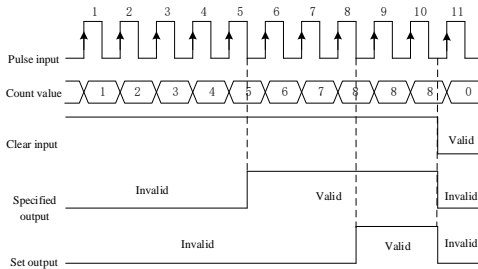 1 2 3 4 5 6 7 8 9 10 11
Pulse input
Count value 1 2 3 4 5 6 7 8 8 8 0
Clear input Valid
Specified output Invalid Valid Invalid
Set output Invalid Valid Invalid